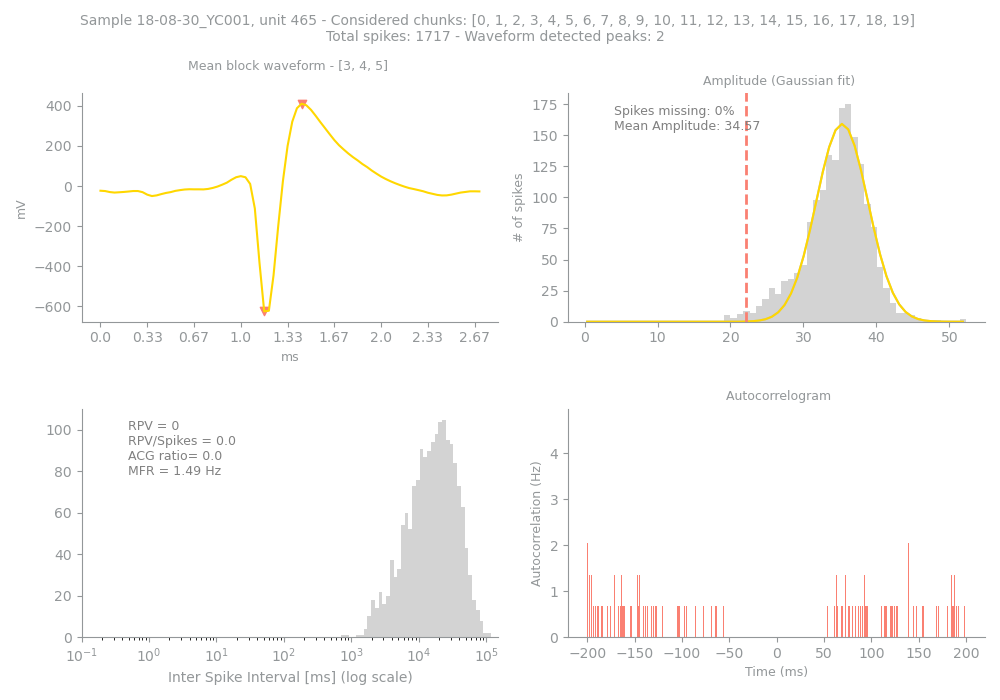 Sample 18-08-30_YC001, unit 465 - Considered chunks: [0, 1, 2, 3, 4, 5, 6, 7, 8, 9, 10, 11, 12, 13, 14, 15, 16, 17, 18, 19]
Total spikes: 1717 - Waveform detected peaks: 2
Mean block waveform - [3, 4, 5]
400
200
0
−200
−400
−600
mV
0.0 0.33 0.67 1.0 1.33 1.67 2.0 2.33 2.67
ms
Amplitude (Gaussian fit)
Spikes missing: 0%
Mean Amplitude: 34.57
175
150
125
100
75
50
25
0
# of spikes
0 10 20 30 40 50
RPV = 0
RPV/Spikes = 0.0
ACG ratio= 0.0
MFR = 1.49 Hz
100
80
60
40
20
0
10⁻¹ 10⁰ 10¹ 10² 10³ 10⁴ 10⁵
Inter Spike Interval [ms] (log scale)
Autocorrelogram
4
3
2
1
0
Autocorrelation (Hz)
−200 −150 −100 −50 0 50 100 150 200
Time (ms)